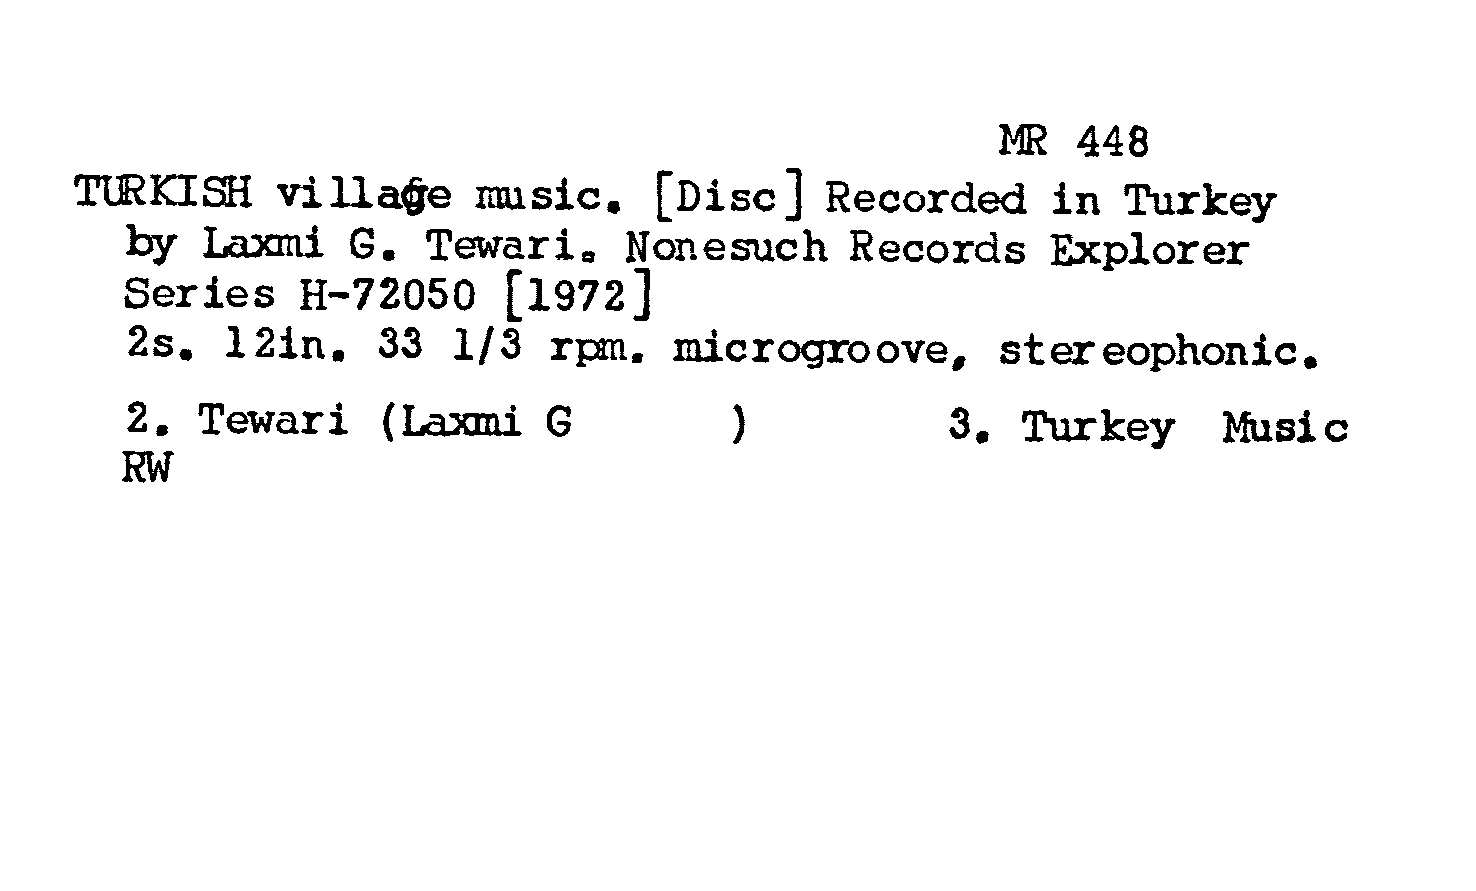 MR 448
TURKISH village music. [Disc] Recorded in Turkey
by Laxmi G. Tewari. Nonesuch Records Explorer
Series H-72050 [1972]
2s. 12in. 33 1/3 rpm. microgroove, stereophonic.
2. Tewari (Laxmi G ) 3. Turkey Music
RW